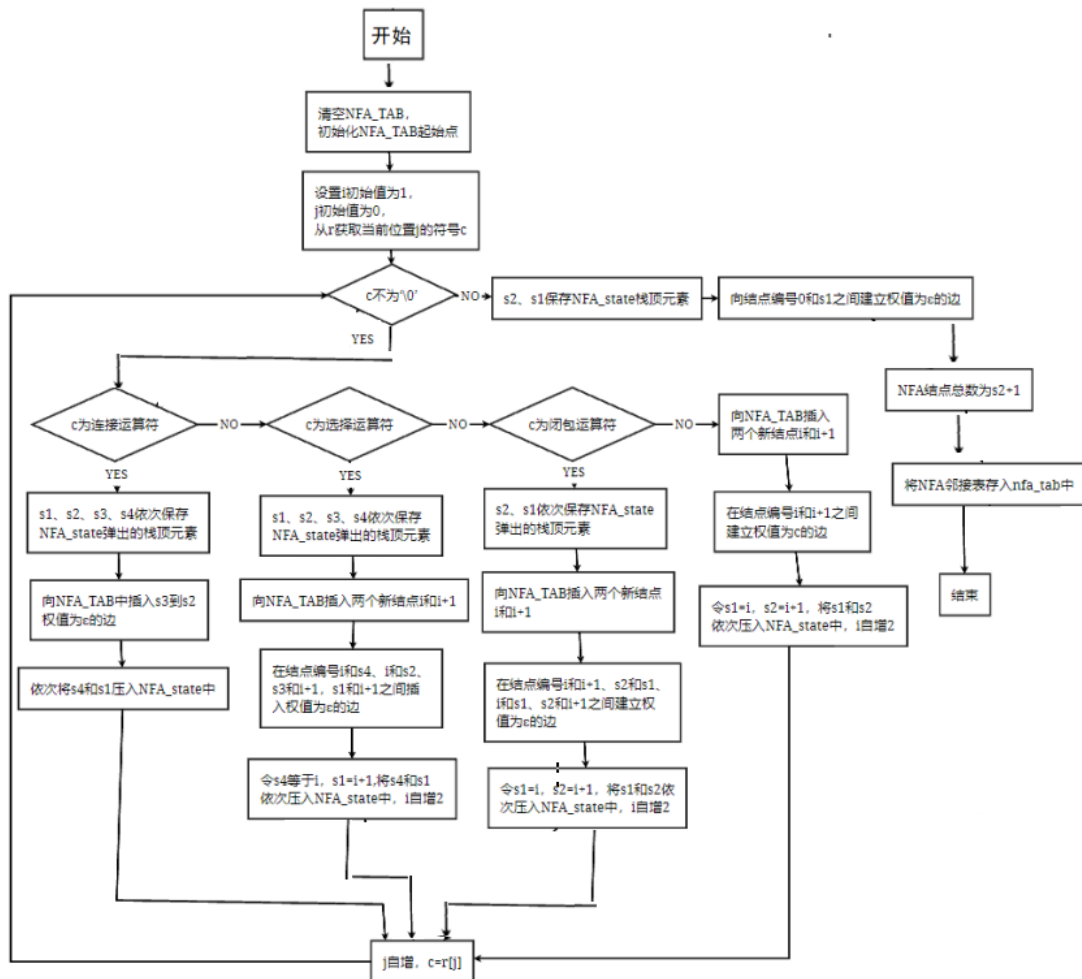 开始
清空NFA_TAB，
初始化NFA_TAB起始点
设置i初始值为1，
j初始值为0，
从r获取当前位置j的符号c
c不为'\0'
NO
s2、s1保存NFA_state栈顶元素
向结点编号0和s1之间建立权值为ε的边
YES
NFA结点总数为s2+1
将NFA邻接表存入nfa_tab中
结束
c为连接运算符
NO
c为选择运算符
NO
c为闭包运算符
NO
向NFA_TAB插入
两个新结点i和i+1
YES
s1、s2、s3、s4依次保存
NFA_state弹出的栈顶元素
向NFA_TAB中插入s3到s2
权值为ε的边
依次将s4和s1压入NFA_state中
YES
s1、s2、s3、s4依次保存
NFA_state弹出的栈顶元素
向NFA_TAB插入两个新结点i和i+1
在结点编号i和s4、i和s2、
s3和i+1，s1和i+1之间插
入权值为ε的边
令s4等于i，s1=i+1,将s4和s1
依次压入NFA_state中，i自增2
YES
s2、s1依次保存NFA_state
弹出的栈顶元素
向NFA_TAB插入两个新结点
i和i+1
在结点编号i和i+1、s2和s1、
i和s1、s2和i+1之间建立权
值为ε的边
令s1=i，s2=i+1，将s1和s2依
次压入NFA_state中，i自增2
在结点编号i和i+1之间
建立权值为c的边
令s1=i，s2=i+1，将s1和s2
依次压入NFA_state中，i自增2
j自增，c=r[j]